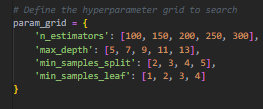 # Define the hyperparameter grid to search
param_grid = {
    'n_estimators': [100, 150, 200, 250, 300],
    'max_depth': [5, 7, 9, 11, 13],
    'min_samples_split': [2, 3, 4, 5],
    'min_samples_leaf': [1, 2, 3, 4]
}